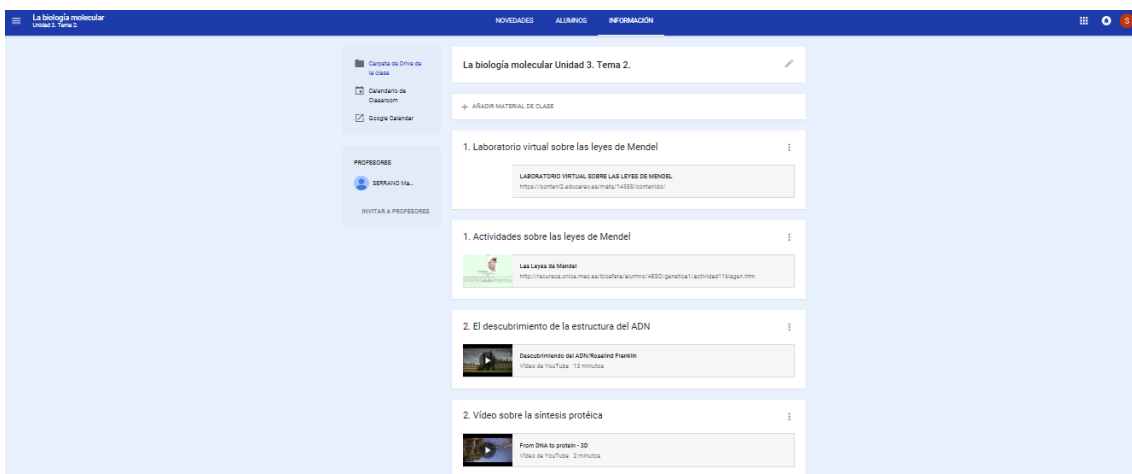 La biología molecular
Unidad 3. Tema 2.
NOVEDADES ALUMNOS INFORMACIÓN
S
Carpeta de Drive de
la clase
Calendario de
Classroom
Google Calendar
PROFESORES
SERRANO Ma...
INVITAR A PROFESORES
La biología molecular Unidad 3. Tema 2.
+ AÑADIR MATERIAL DE CLASE
1. Laboratorio virtual sobre las leyes de Mendel
LABORATORIO VIRTUAL SOBRE LAS LEYES DE MENDEL
1. Actividades sobre las leyes de Mendel
Las Leyes de Mendel
2. El descubrimiento de la estructura del ADN
Descubrimiendo del ADN/Rosalind Franklin
Vídeo de YouTube 13 minutos
2. Vídeo sobre la síntesis protéica
From DNA to protein - 3D
Vídeo de YouTube 2 minutos